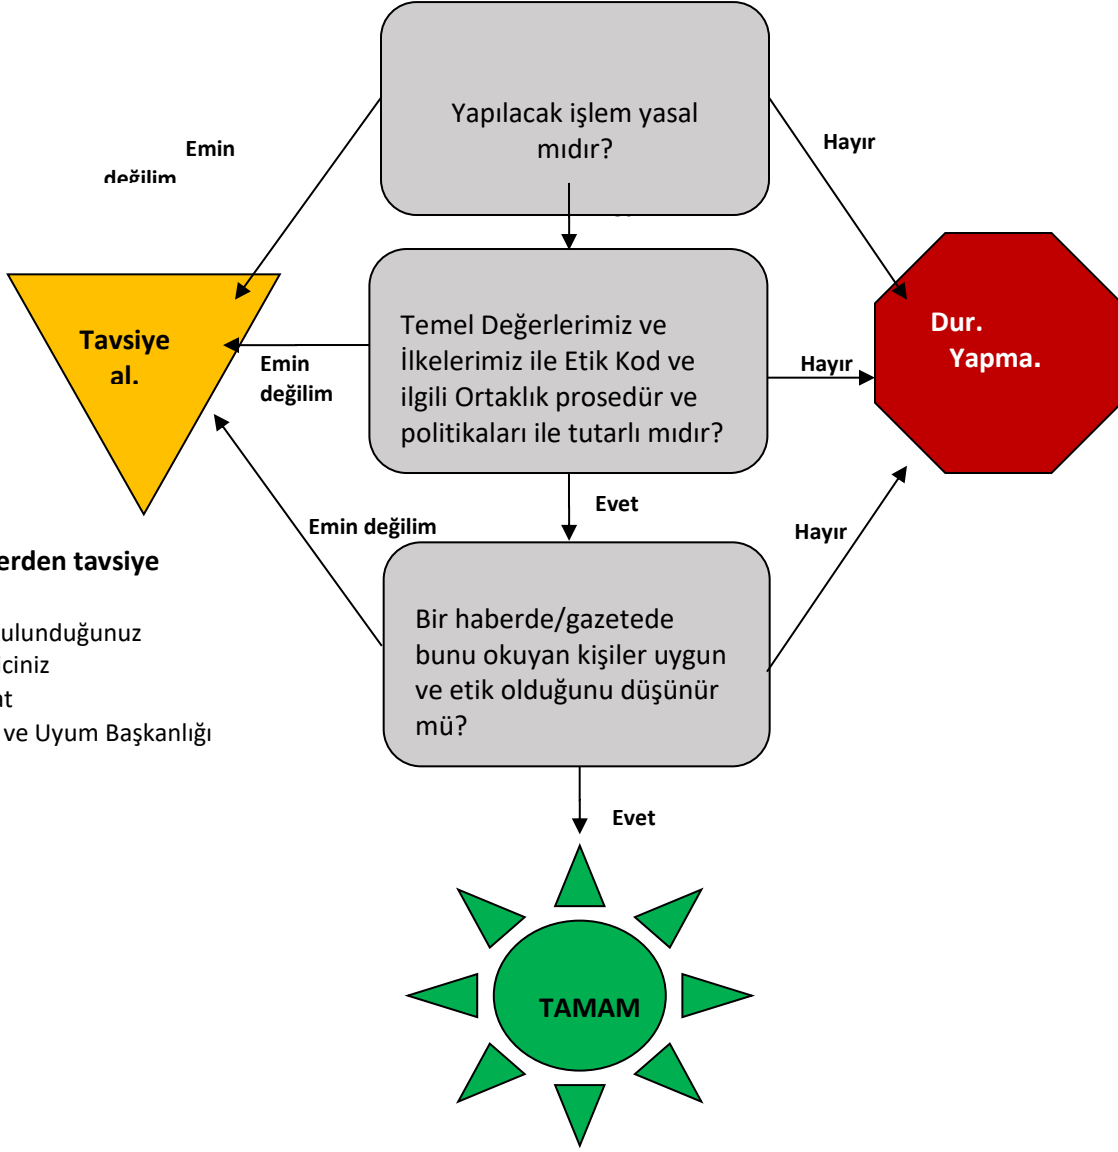 Yapılacak işlem yasal
mıdır?
Emin
değilim
Hayır
Temel Değerlerimiz ve
İlkelerimiz ile Etik Kod ve
ilgili Ortaklık prosedür ve
politikaları ile tutarlı mıdır?
Tavsiye
al.
Emin
değilim
Hayır
Dur.
Yapma.
Evet
Emin değilim
Hayır
erden tavsiye
ulunduğunuz
iciniz
at
ve Uyum Başkanlığı
Bir haberde/gazetede
bunu okuyan kişiler uygun
ve etik olduğunu düşünür
mü?
Evet
TAMAM